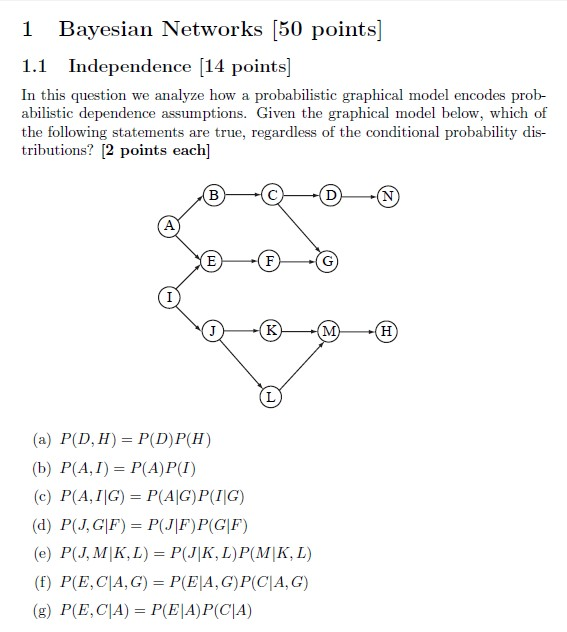 1 Bayesian Networks [50 points]
1.1 Independence [14 points]
In this question we analyze how a probabilistic graphical model encodes prob-
abilistic dependence assumptions. Given the graphical model below, which of
the following statements are true, regardless of the conditional probability dis-
tributions? [2 points each]
B C D N
A
E F G
I
J K M H
L
(a) P(D, H) = P(D)P(H)
(b) P(A, I) = P(A)P(I)
(c) P(A, I|G) = P(A|G)P(I|G)
(d) P(J, G|F) = P(J|F)P(G|F)
(e) P(J, M|K, L) = P(J|K, L)P(M|K, L)
(f) P(E, C|A, G) = P(E|A, G)P(C|A, G)
(g) P(E, C|A) = P(E|A)P(C|A)